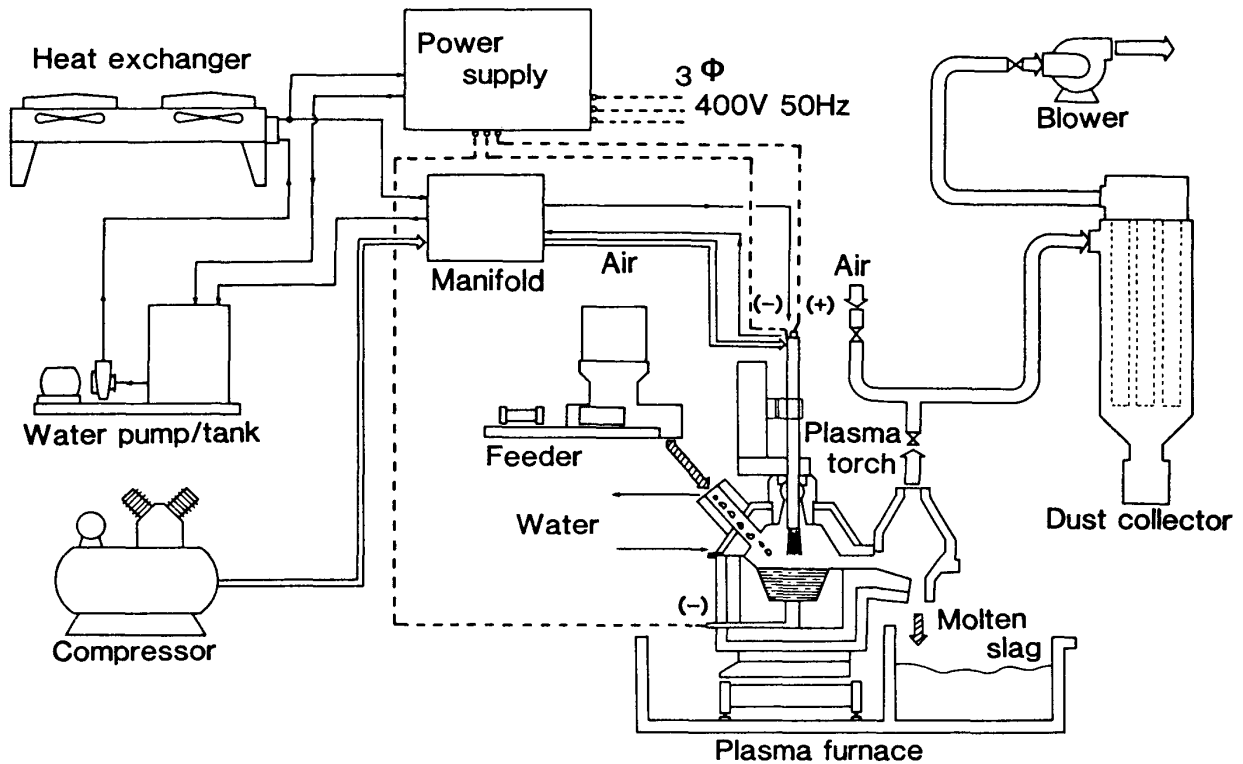 Heat exchanger
Power
supply
3 Φ
400V 50Hz
Blower
Manifold
Air
(-)
(+)
Air
Water pump/tank
Feeder
Plasma
torch
Dust collector
Water
Compressor
(-)
Molten
slag
Plasma furnace